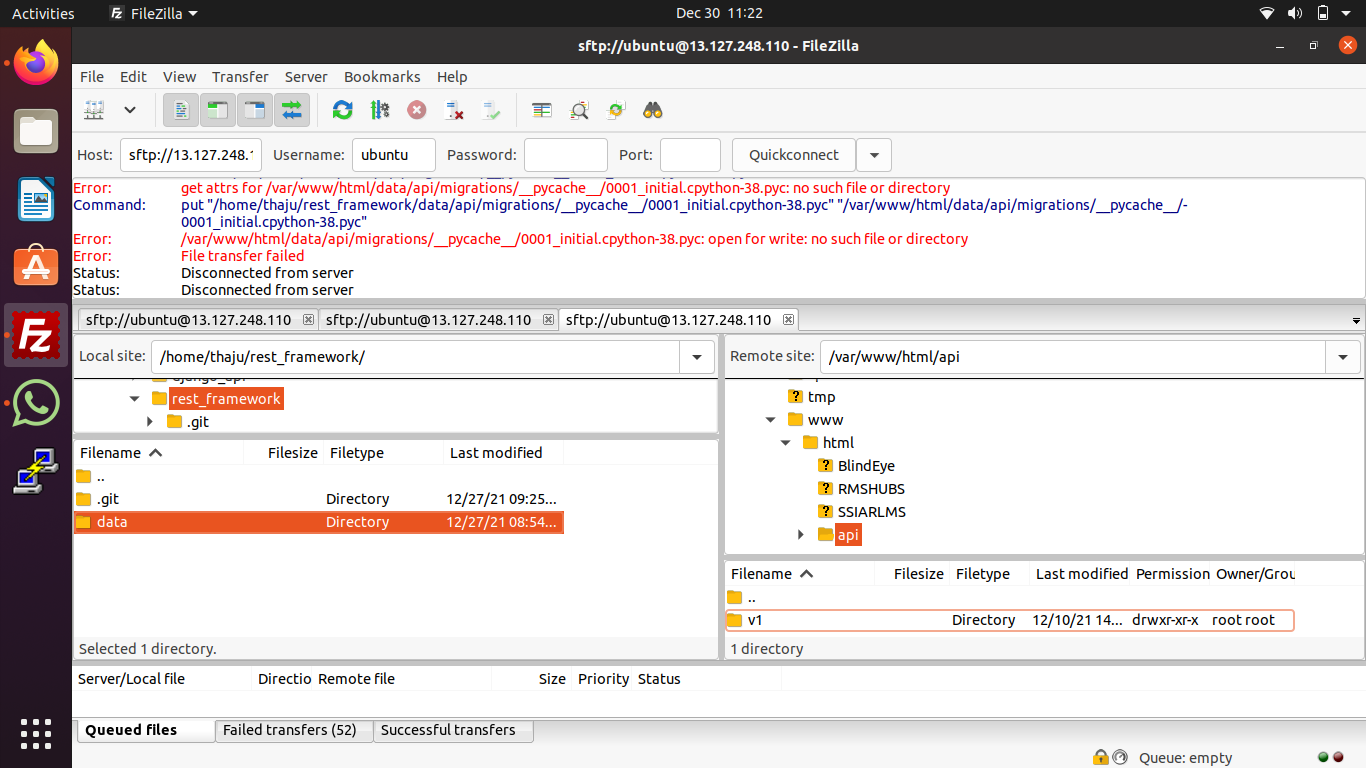 Activities FileZilla Dec 30 11:22
sftp://ubuntu@13.127.248.110 - FileZilla
File Edit View Transfer Server Bookmarks Help
Host: sftp://13.127.248.1 Username: ubuntu Password: Port: Quickconnect
Error: get attrs for /var/www/html/data/api/migrations/__pycache__/0001_initial.cpython-38.pyc: no such file or directory
Command: put "/home/thaju/rest_framework/data/api/migrations/__pycache__/0001_initial.cpython-38.pyc" "/var/www/html/data/api/migrations/__pycache__/-
0001_initial.cpython-38.pyc"
Error: /var/www/html/data/api/migrations/__pycache__/0001_initial.cpython-38.pyc: open for write: no such file or directory
Error: File transfer failed
Status: Disconnected from server
Status: Disconnected from server
sftp://ubuntu@13.127.248.110 sftp://ubuntu@13.127.248.110 sftp://ubuntu@13.127.248.110
Local site: /home/thaju/rest_framework/
rest_framework
.git
Filename Filesize Filetype Last modified
..
.git Directory 12/27/21 09:25...
data Directory 12/27/21 08:54...
Selected 1 directory.
Remote site: /var/www/html/api
tmp
www
html
BlindEye
RMSHUBS
SSIARLMS
api
Filename Filesize Filetype Last modified Permission Owner/Grou
..
v1 Directory 12/10/21 14... drwxr-xr-x root root
1 directory
Server/Local file Directio Remote file Size Priority Status
Queued files Failed transfers (52) Successful transfers
Queue: empty